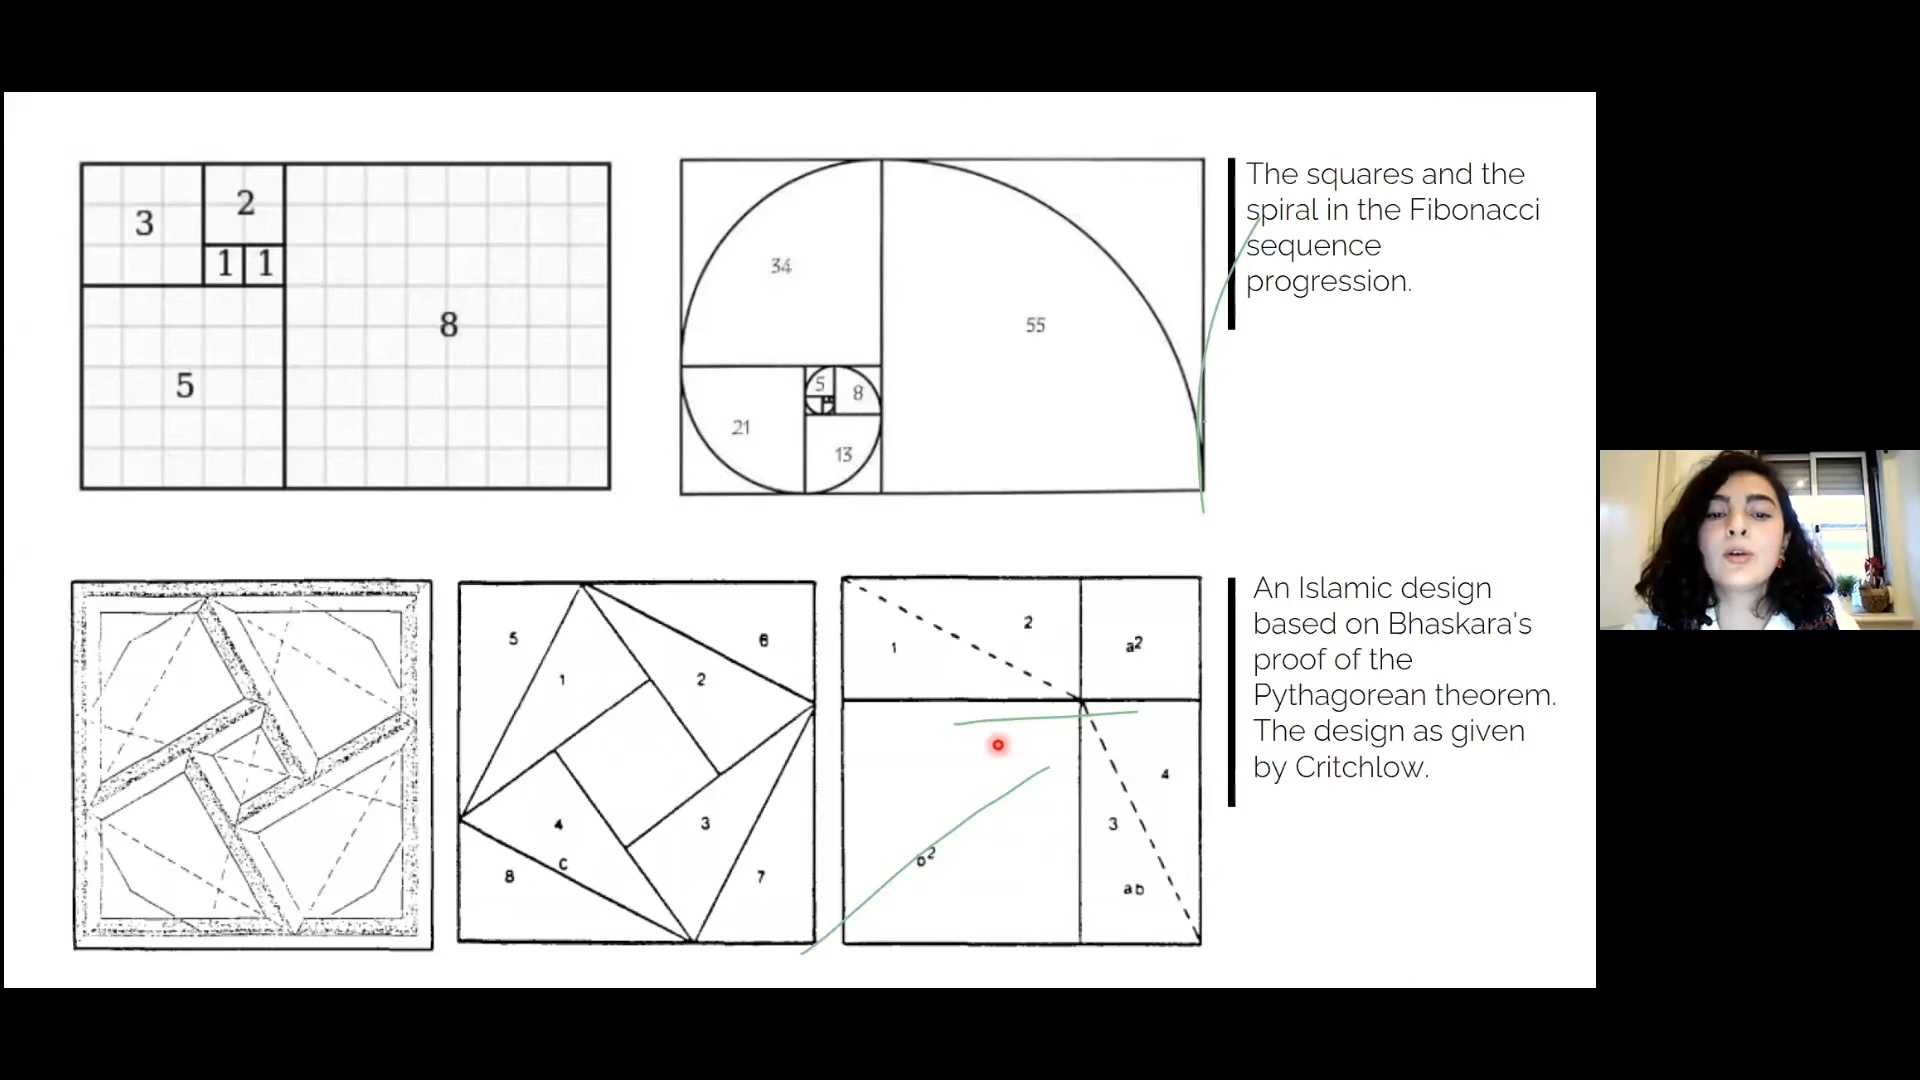 3
2
1 1
5
8
34
55
5
8
21
13
The squares and the
spiral in the Fibonacci
sequence
progression.
5
6
1
2
4
3
c
8
7
1
2
a²
4
3
b²
ab
An Islamic design
based on Bhaskara's
proof of the
Pythagorean theorem.
The design as given
by Critchlow.